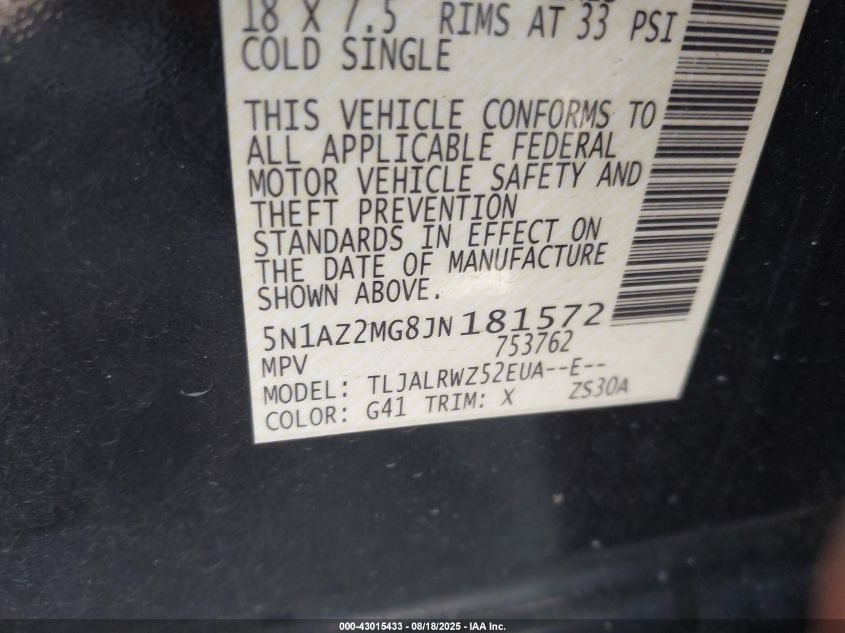 18 X 7.5 RIMS AT 33 PSI
COLD SINGLE
THIS VEHICLE CONFORMS TO
ALL APPLICABLE FEDERAL
MOTOR VEHICLE SAFETY AND
THEFT PREVENTION
STANDARDS IN EFFECT ON
THE DATE OF MANUFACTURE
SHOWN ABOVE.
5N1AZ2MG8JN181572
753762
MPV
MODEL: TLJALRWZ52EUA--E--
COLOR: G41 TRIM: X ZS30A
000-43015433 - 08/18/2025 - IAA Inc.